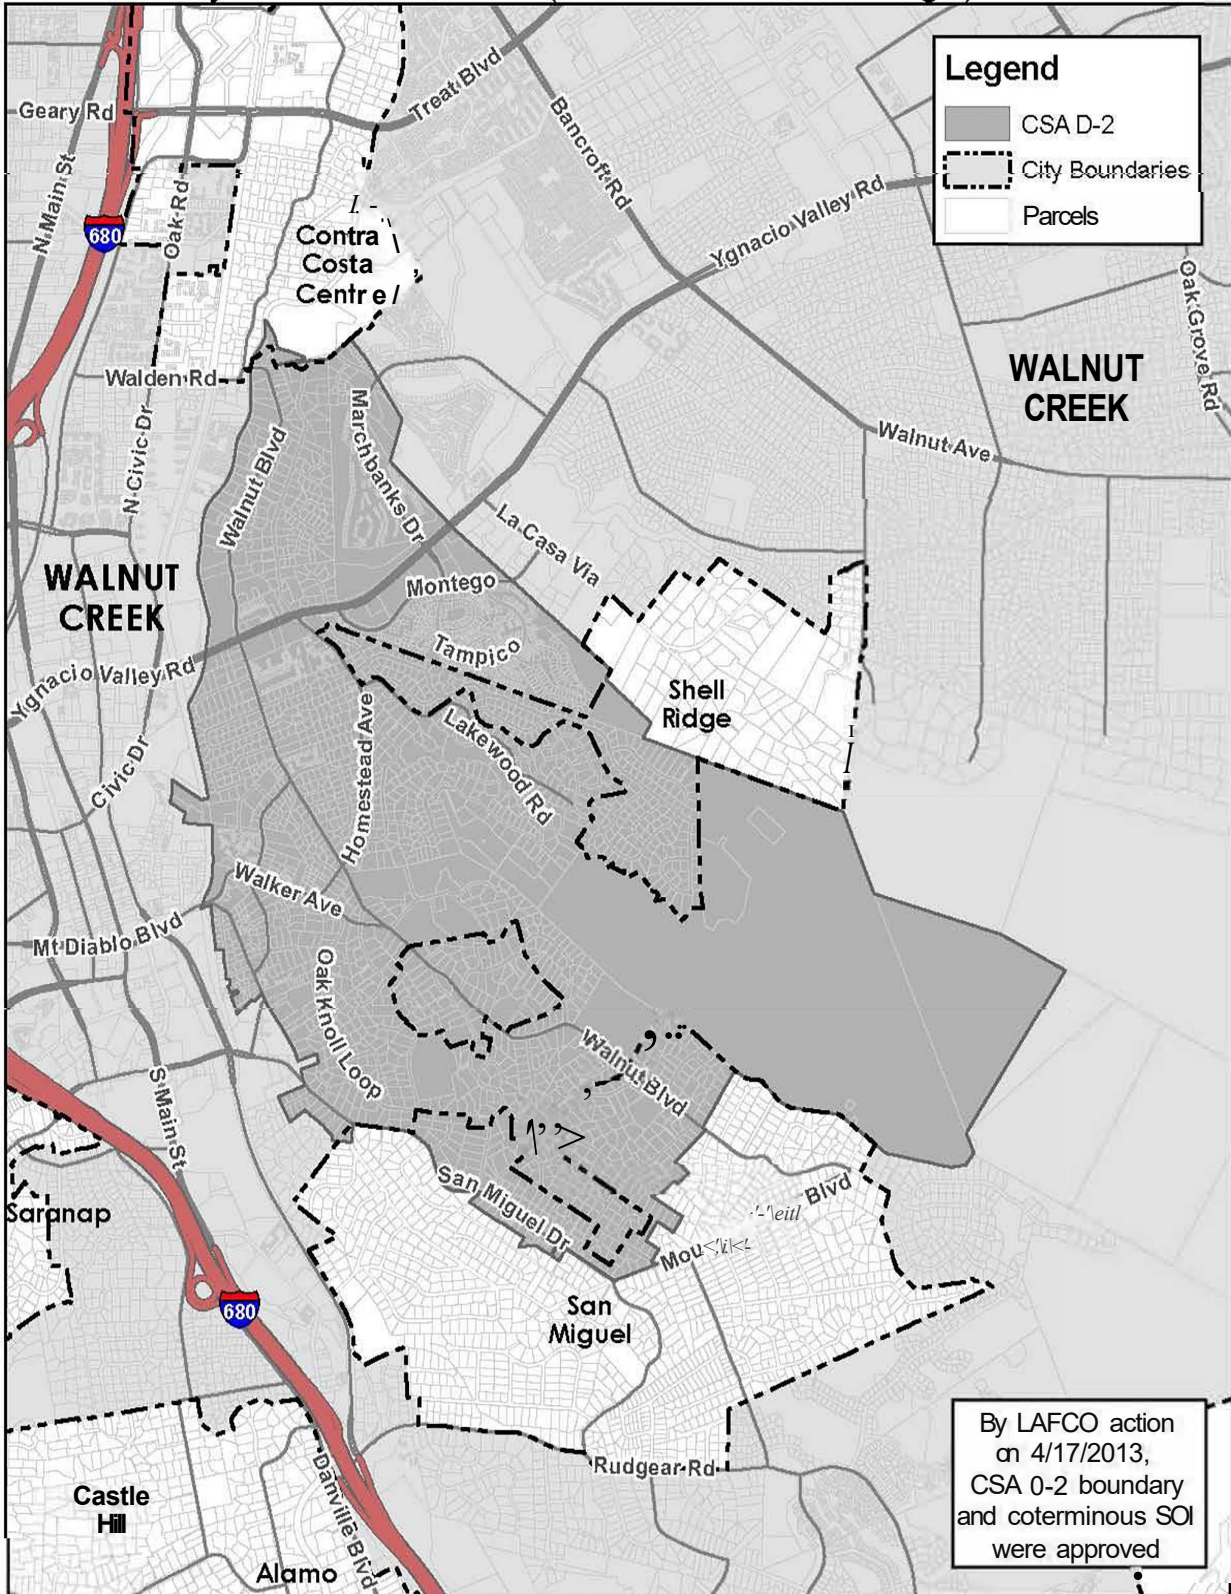 Legend
CSA D-2
City Boundaries
Parcels
Geary Rd
N Main St
680
Oak Rd
Treat Blvd
Bancroft Rd
Ygnacio Valley Rd
Contra
Costa
Centre
Oak Grove Rd
WALNUT
CREEK
Walden Rd
N Civic Dr
Walnut Blvd
Marchbanks Dr
Walnut Ave
La Casa Via
WALNUT
CREEK
Montego
Tampico
Ygnacio Valley Rd
Shell
Ridge
Homestead Ave
Lakewood Rd
Civic Dr
Walker Ave
Mt Diablo Blvd
Oak Knoll Loop
Walnut Blvd
S Main St
San Miguel Dr
Blvd
Mou
Saranap
680
San
Miguel
Rudgear Rd
Castle
Hill
Danville Blvd
Alamo
By LAFCO action
on 4/17/2013,
CSA 0-2 boundary
and coterminous SOI
were approved